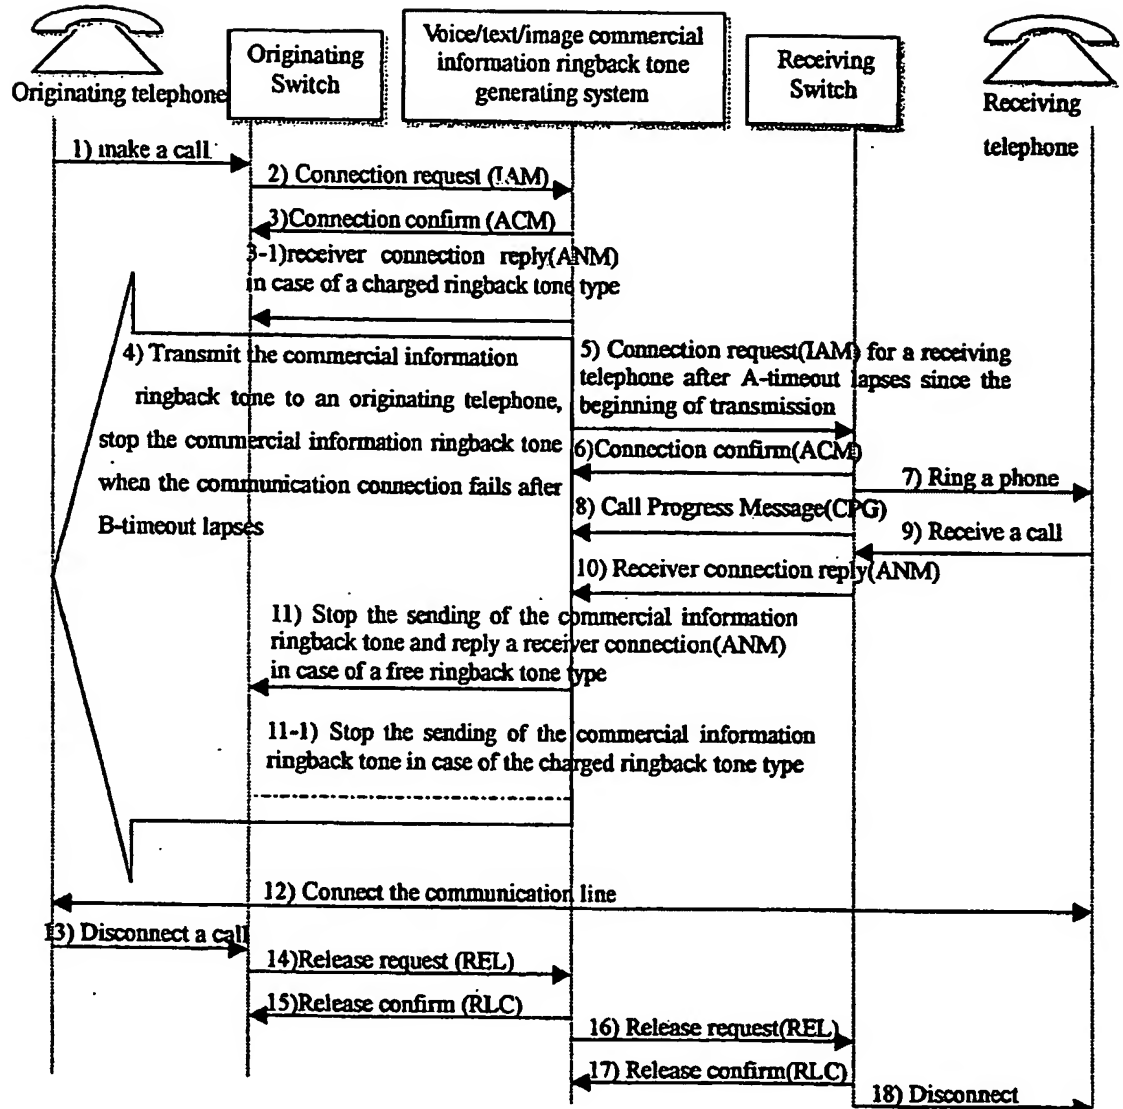 Originating telephone
Originating
Switch
Voice/text/image commercial
information ringback tone
generating system
Receiving
Switch
Receiving
telephone
1) make a call
2) Connection request (IAM)
3)Connection confirm (ACM)
3-1)receiver connection reply(ANM)
in case of a charged ringback tone type
4) Transmit the commercial information
ringback tone to an originating telephone,
stop the commercial information ringback tone
when the communication connection fails after
B-timeout lapses
5) Connection request(IAM) for a receiving
telephone after A-timeout lapses since the
beginning of transmission
6)Connection confirm(ACM)
7) Ring a phone
8) Call Progress Message(CPG)
9) Receive a call
10) Receiver connection reply(ANM)
11) Stop the sending of the commercial information
ringback tone and reply a receiver connection(ANM)
in case of a free ringback tone type
11-1) Stop the sending of the commercial information
ringback tone in case of the charged ringback tone type
12) Connect the communication line
13) Disconnect a call
14)Release request (REL)
15)Release confirm (RLC)
16) Release request(REL)
17) Release confirm(RLC)
18) Disconnect